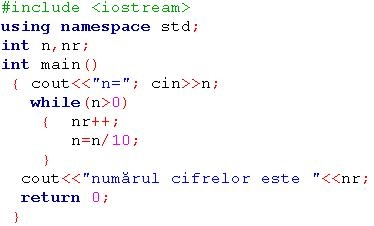 #include <iostream>
using namespace std;
int n,nr;
int main()
{ cout<<"n="; cin>>n;
while(n>0)
{ nr++;
n=n/10;
}
cout<<"numărul cifrelor este "<<nr;
return 0;
}